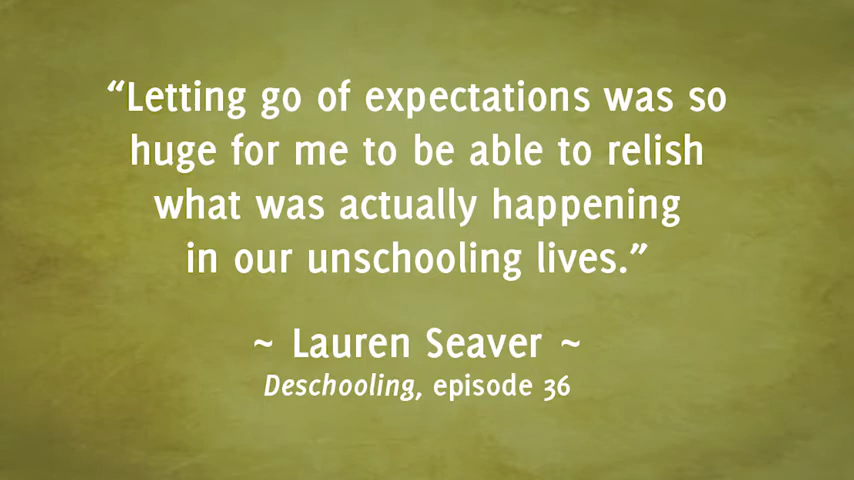 “Letting go of expectations was so
huge for me to be able to relish
what was actually happening
in our unschooling lives.”
~ Lauren Seaver ~
Deschooling, episode 36